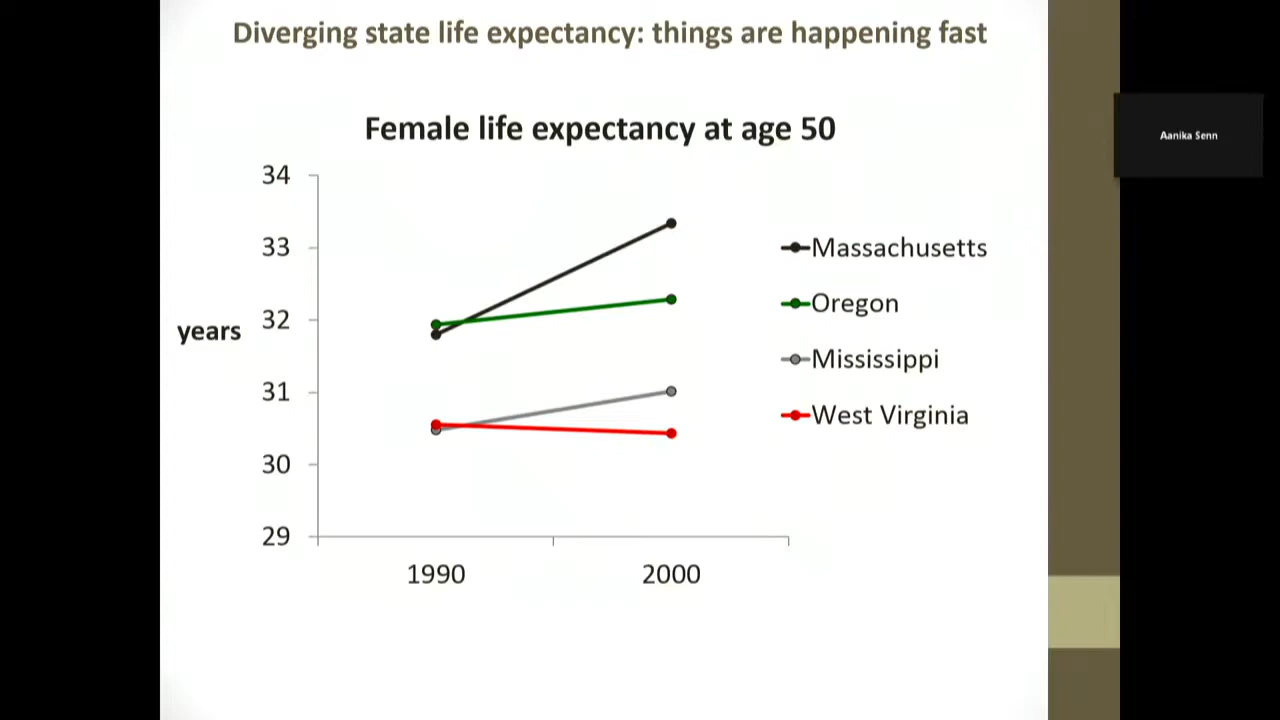 Diverging state life expectancy: things are happening fast
Female life expectancy at age 50
34
33
32
31
30
29
years
1990
2000
Massachusetts
Oregon
Mississippi
West Virginia
Aanika Senn